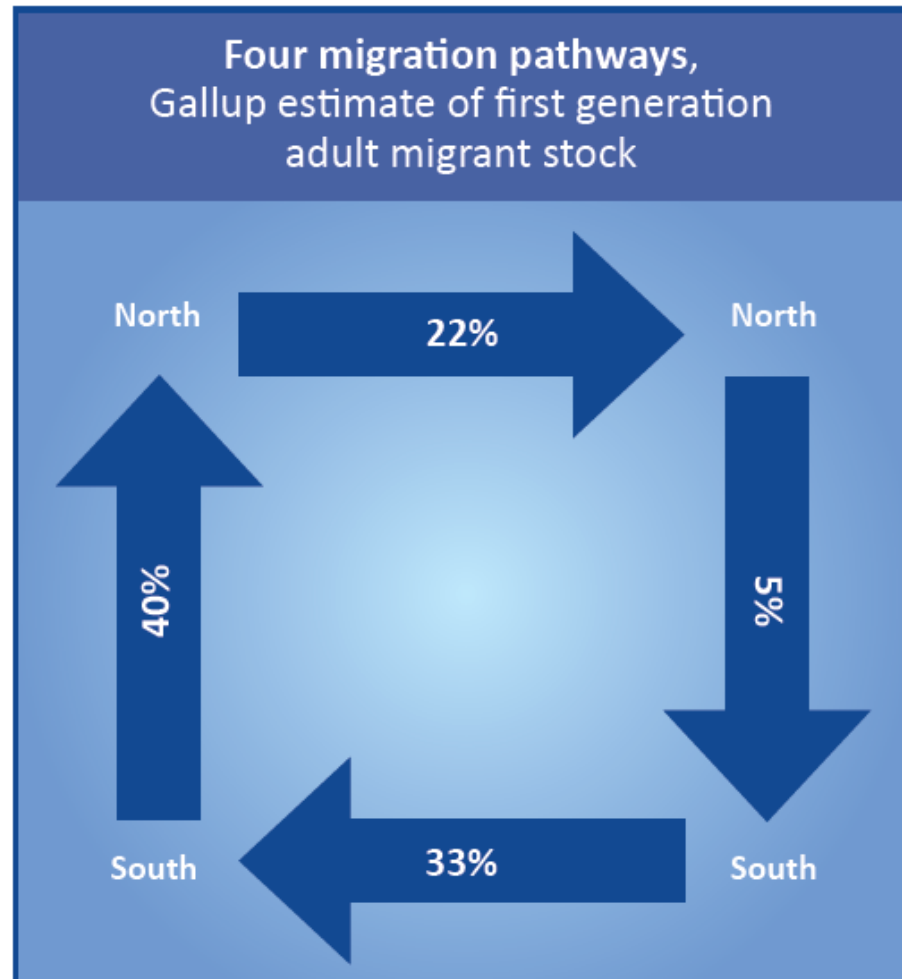 Four migration pathways,
Gallup estimate of first generation
adult migrant stock
North
22%
North
40%
5%
South
33%
South